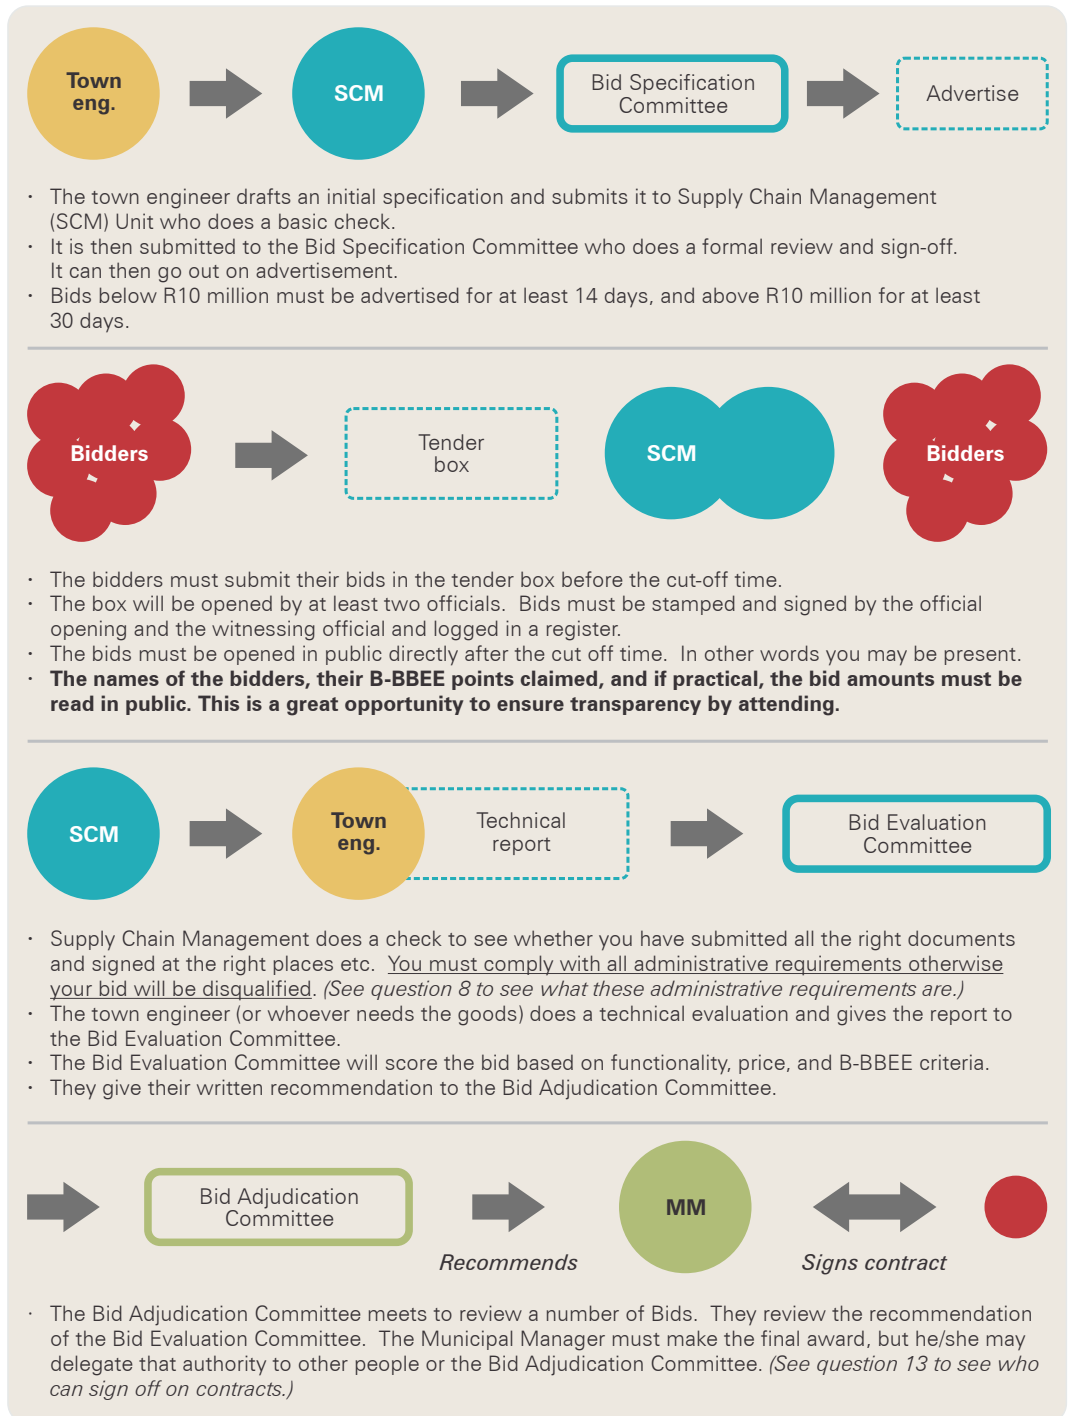 Town
eng.
SCM
Bid Specification
Committee
Advertise
· The town engineer drafts an initial specification and submits it to Supply Chain Management
(SCM) Unit who does a basic check.
· It is then submitted to the Bid Specification Committee who does a formal review and sign-off.
It can then go out on advertisement.
· Bids below R10 million must be advertised for at least 14 days, and above R10 million for at least
30 days.
Bidders
Tender
box
SCM
Bidders
· The bidders must submit their bids in the tender box before the cut-off time.
· The box will be opened by at least two officials. Bids must be stamped and signed by the official
opening and the witnessing official and logged in a register.
· The bids must be opened in public directly after the cut off time. In other words you may be present.
· The names of the bidders, their B-BBEE points claimed, and if practical, the bid amounts must be
read in public. This is a great opportunity to ensure transparency by attending.
SCM
Town
eng.
Technical
report
Bid Evaluation
Committee
· Supply Chain Management does a check to see whether you have submitted all the right documents
and signed at the right places etc. You must comply with all administrative requirements otherwise
your bid will be disqualified. (See question 8 to see what these administrative requirements are.)
· The town engineer (or whoever needs the goods) does a technical evaluation and gives the report to
the Bid Evaluation Committee.
· The Bid Evaluation Committee will score the bid based on functionality, price, and B-BBEE criteria.
· They give their written recommendation to the Bid Adjudication Committee.
Bid Adjudication
Committee
Recommends
MM
Signs contract
· The Bid Adjudication Committee meets to review a number of Bids. They review the recommendation
of the Bid Evaluation Committee. The Municipal Manager must make the final award, but he/she may
delegate that authority to other people or the Bid Adjudication Committee. (See question 13 to see who
can sign off on contracts.)